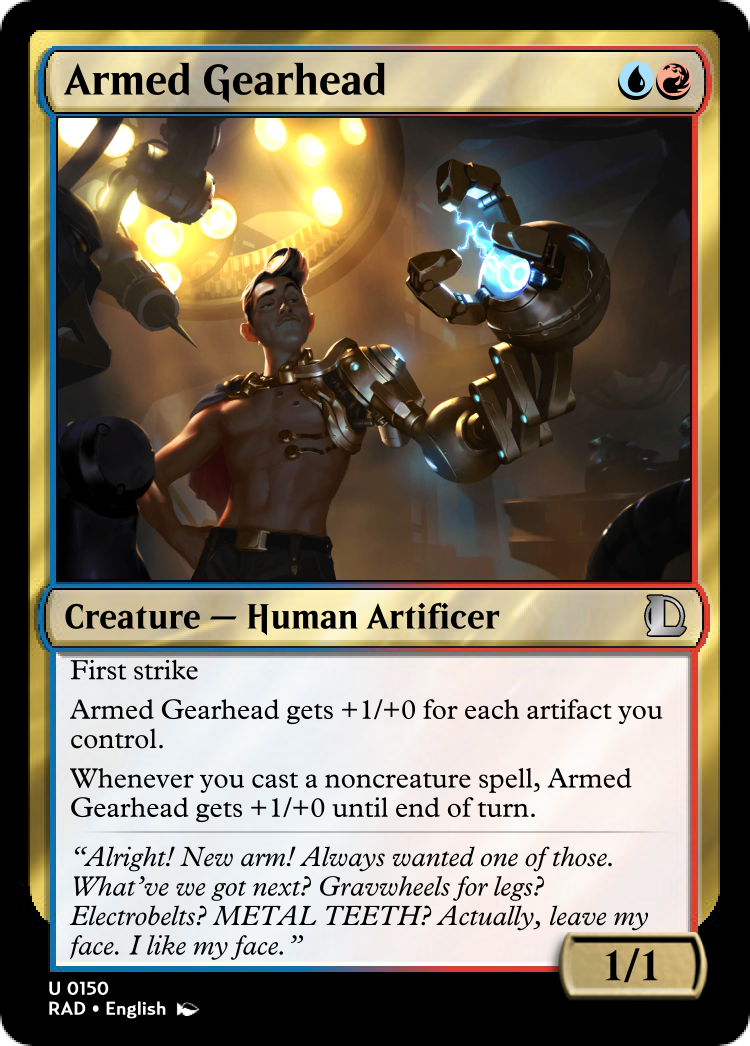 Armed Gearhead
Creature — Human Artificer
First strike
Armed Gearhead gets +1/+0 for each artifact you
control.
Whenever you cast a noncreature spell, Armed
Gearhead gets +1/+0 until end of turn.
“Alright! New arm! Always wanted one of those.
What’ve we got next? Gravwheels for legs?
Electrobelts? METAL TEETH? Actually, leave my
face. I like my face.”
1/1
U 0150
RAD • English